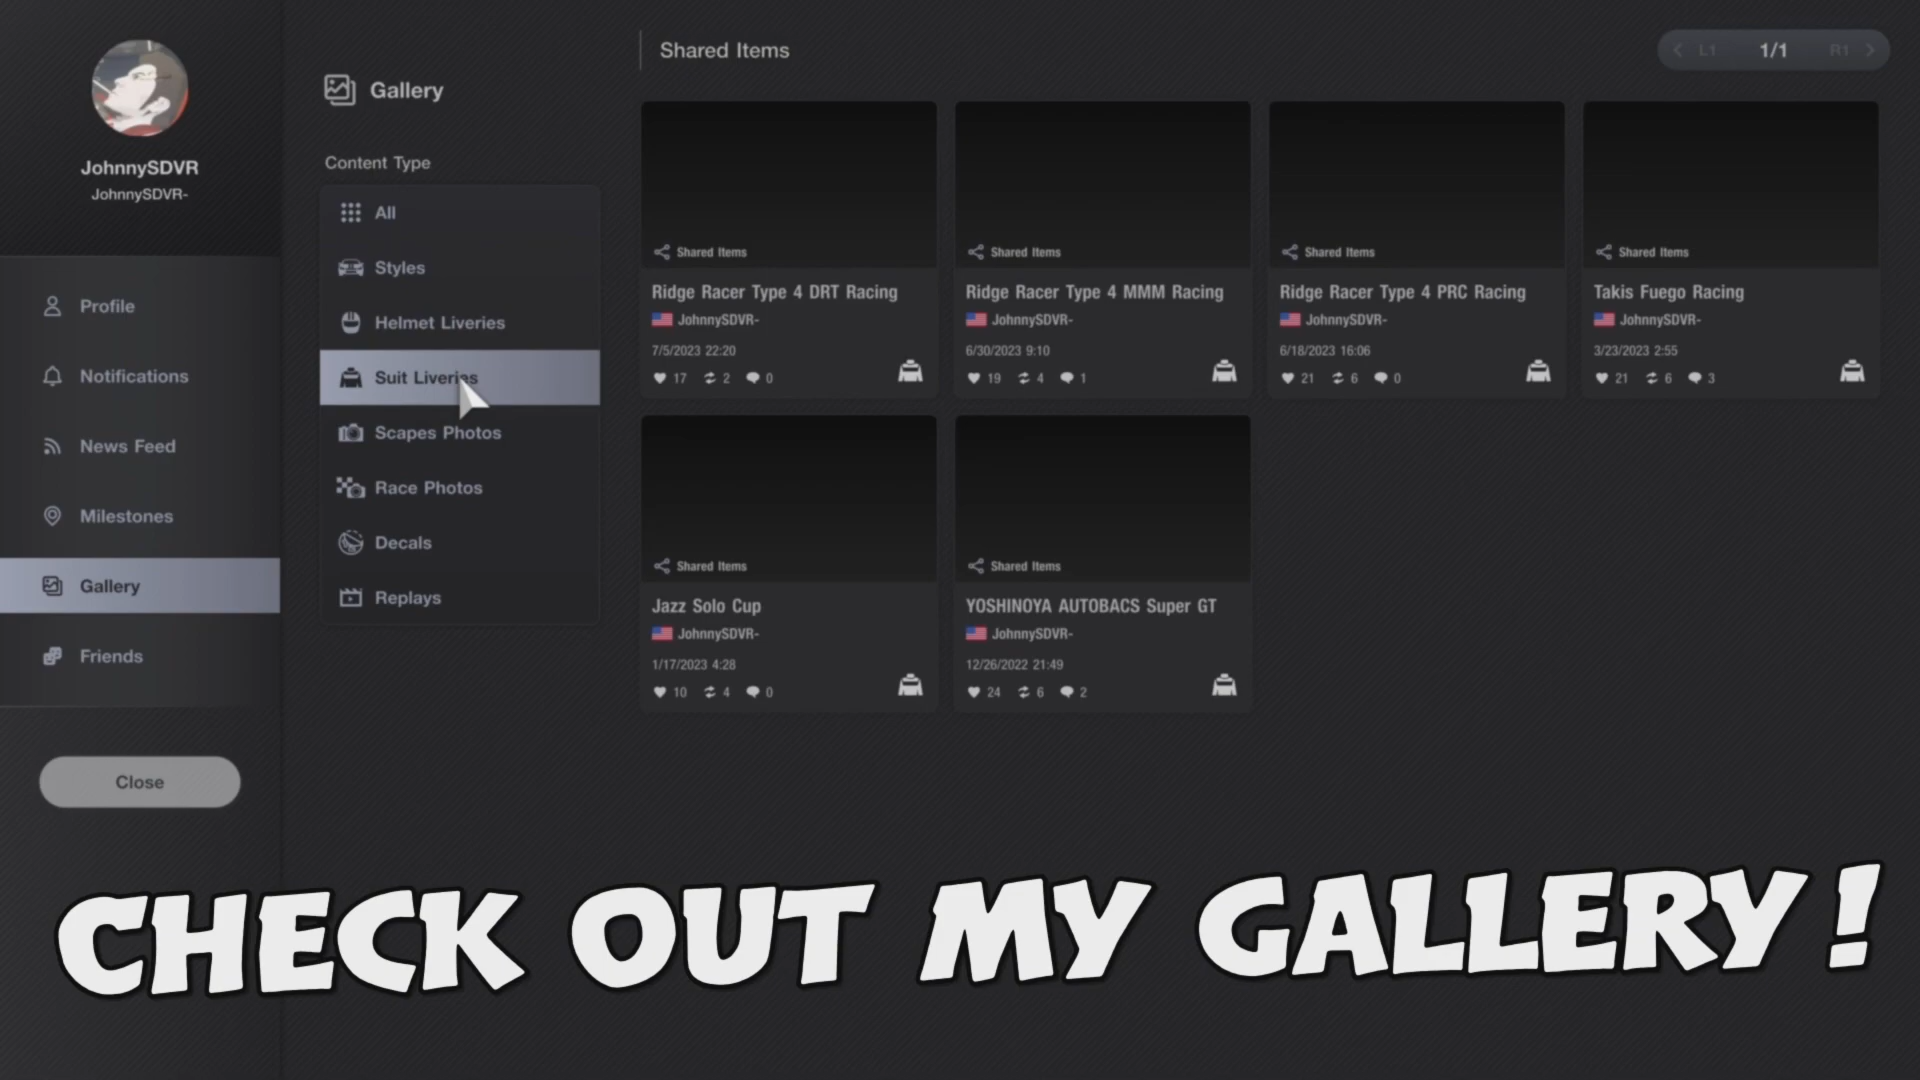 JohnnySDVR
JohnnySDVR-
Profile
Notifications
News Feed
Milestones
Gallery
Friends
Close
Gallery
Content Type
All
Styles
Helmet Liveries
Suit Liveries
Scapes Photos
Race Photos
Decals
Replays
Shared Items
L1 1/1 R1
Shared Items
Ridge Racer Type 4 DRT Racing
JohnnySDVR-
7/5/2023 22:20
17 2 0
Shared Items
Ridge Racer Type 4 MMM Racing
JohnnySDVR-
6/30/2023 9:10
19 4 1
Shared Items
Ridge Racer Type 4 PRC Racing
JohnnySDVR-
6/18/2023 16:06
21 6 0
Shared Items
Takis Fuego Racing
JohnnySDVR-
3/23/2023 2:55
21 6 3
Shared Items
Jazz Solo Cup
JohnnySDVR-
1/17/2023 4:28
10 4 0
Shared Items
YOSHINOYA AUTOBACS Super GT
JohnnySDVR-
12/26/2022 21:49
24 6 2
CHECK OUT MY GALLERY!